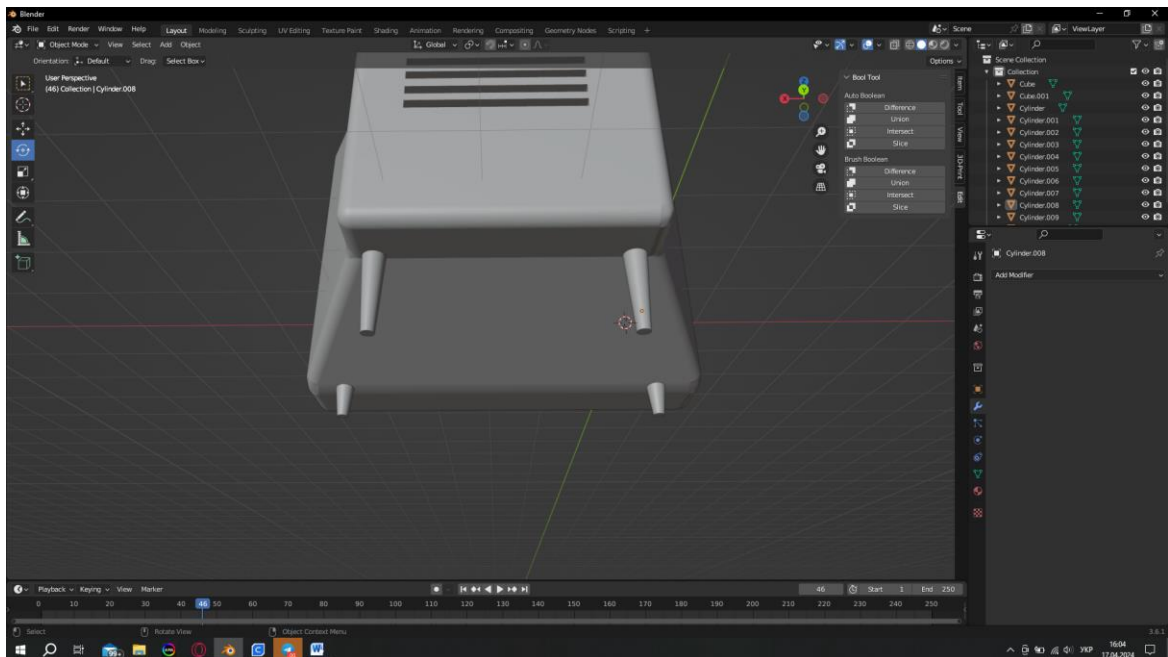 Blender
File Edit Render Window Help Layout Modeling Sculpting UV Editing Texture Paint Shading Animation Rendering Compositing Geometry Nodes Scripting + Scene ViewLayer
Object Mode View Select Add Object Global
Orientation: Default Drag: Select Box Options
User Perspective
(46) Collection | Cylinder.008
Bool Tool
Auto Boolean
Difference
Union
Intersect
Slice
Brush Boolean
Difference
Union
Intersect
Slice
Item
Tool
View
3D-Print
Edit
Scene Collection
Collection
Cube
Cube.001
Cylinder
Cylinder.001
Cylinder.002
Cylinder.003
Cylinder.004
Cylinder.005
Cylinder.006
Cylinder.007
Cylinder.008
Cylinder.009
Cylinder.008
Add Modifier
Playback Keying View Marker 46 Start 1 End 250
0 10 20 30 40 46 50 60 70 80 90 100 110 120 130 140 150 160 170 180 190 200 210 220 230 240 250
Select Rotate View Object Context Menu 3.6.1
99+ УКР 16:04
17.04.2024